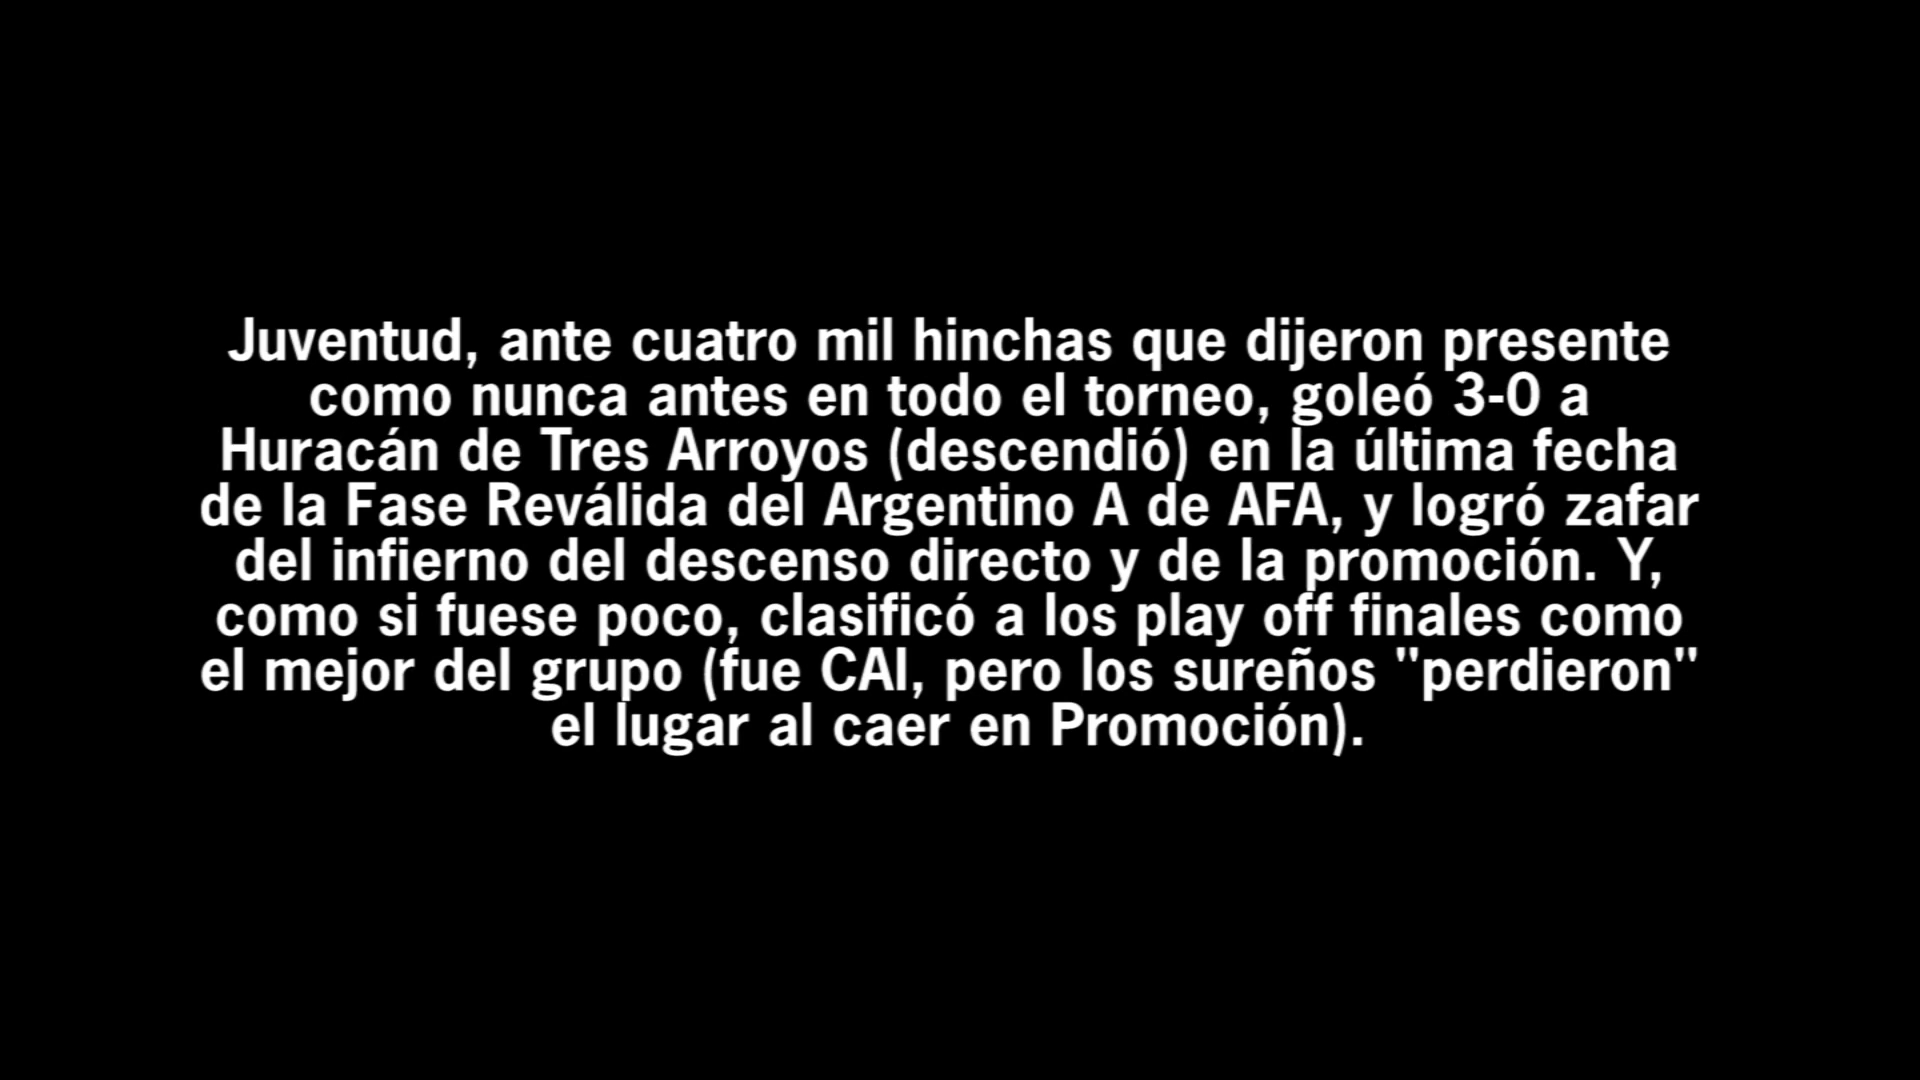 Juventud, ante cuatro mil hinchas que dijeron presente
como nunca antes en todo el torneo, goleó 3-0 a
Huracán de Tres Arroyos (descendió) en la última fecha
de la Fase Reválida del Argentino A de AFA, y logró zafar
del infierno del descenso directo y de la promoción. Y,
como si fuese poco, clasificó a los play off finales como
el mejor del grupo (fue CAI, pero los sureños "perdieron"
el lugar al caer en Promoción).